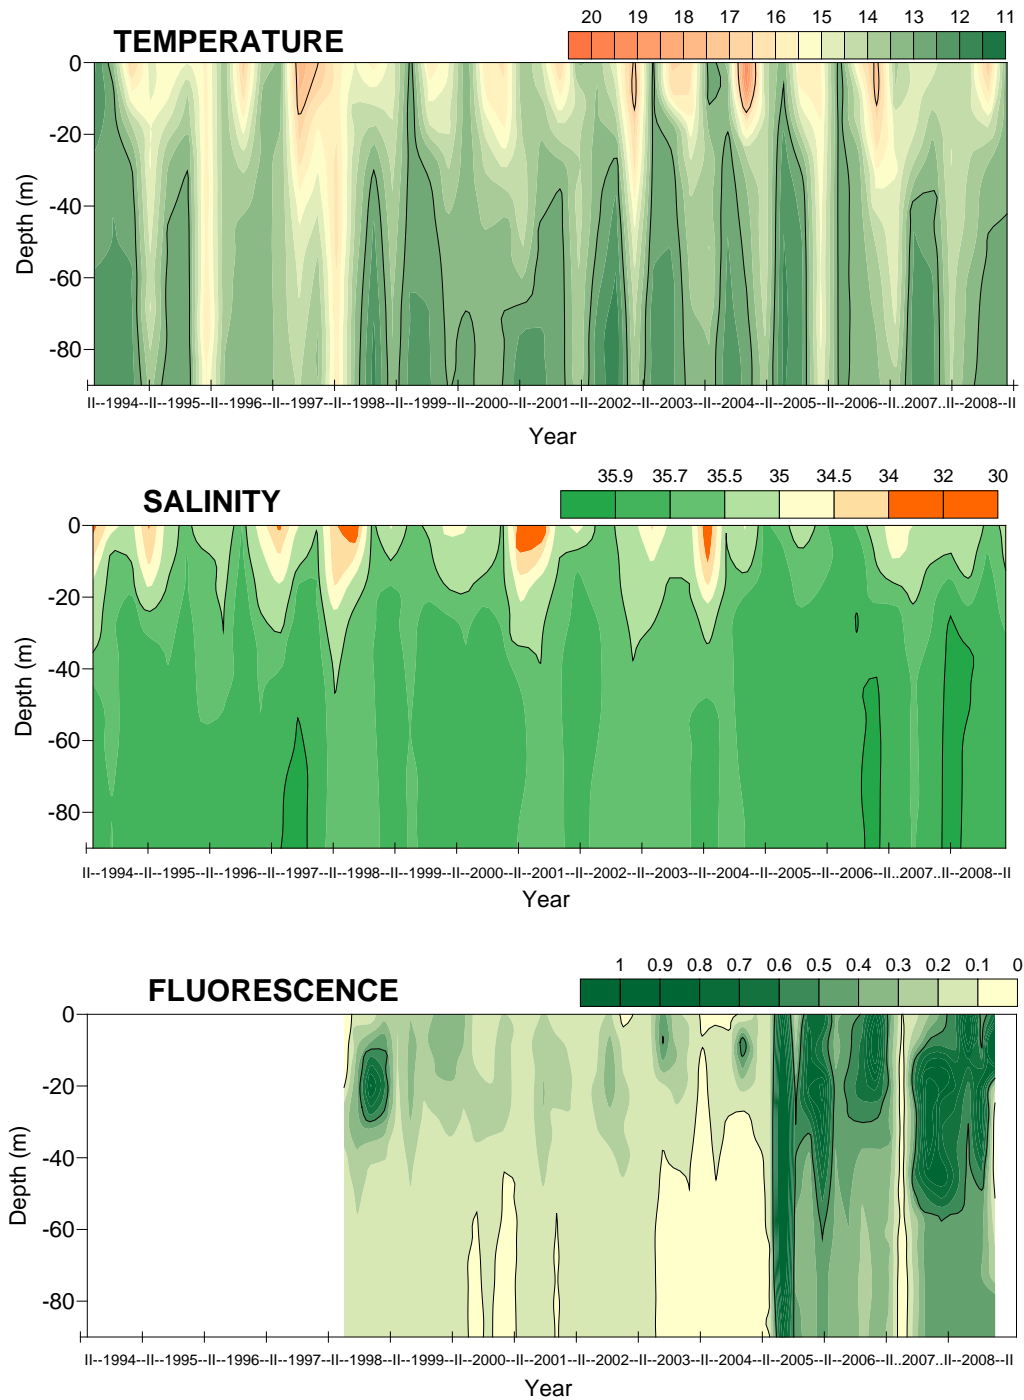 TEMPERATURE
20 19 18 17 16 15 14 13 12 11
0
-20
-40
-60
-80
Depth (m)
II--1994--II--1995--II--1996--II--1997--II--1998--II--1999--II--2000--II--2001--II--2002--II--2003--II--2004--II--2005--II--2006--II..2007..II--2008--II
Year
SALINITY
35.9 35.7 35.5 35 34.5 34 32 30
0
-20
-40
-60
-80
Depth (m)
II--1994--II--1995--II--1996--II--1997--II--1998--II--1999--II--2000--II--2001--II--2002--II--2003--II--2004--II--2005--II--2006--II..2007..II--2008--II
Year
FLUORESCENCE
1 0.9 0.8 0.7 0.6 0.5 0.4 0.3 0.2 0.1 0
0
-20
-40
-60
-80
Depth (m)
II--1994--II--1995--II--1996--II--1997--II--1998--II--1999--II--2000--II--2001--II--2002--II--2003--II--2004--II--2005--II--2006--II..2007..II--2008--II
Year